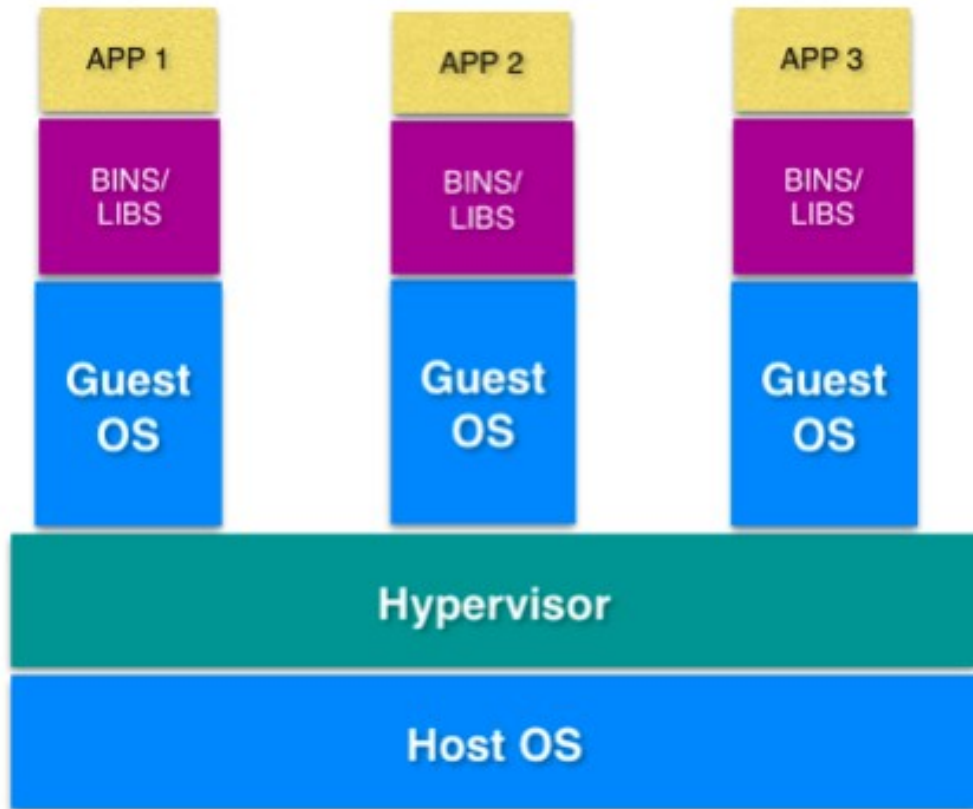 APP 1
APP 2
APP 3
BINS/
LIBS
BINS/
LIBS
BINS/
LIBS
Guest
OS
Guest
OS
Guest
OS
Hypervisor
Host OS